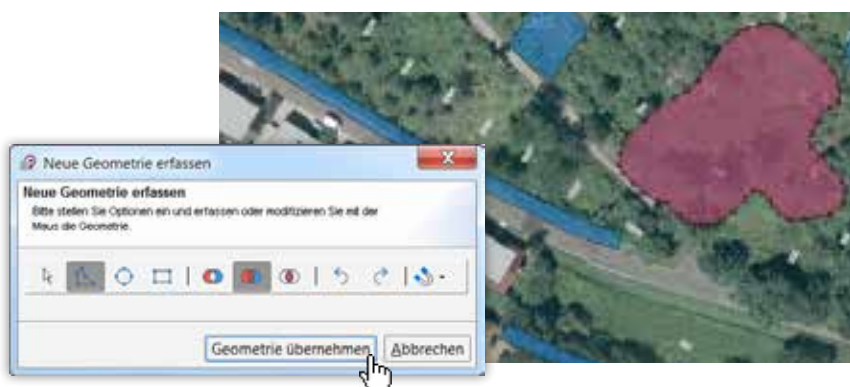 Neue Geometrie erfassen
Neue Geometrie erfassen
Bitte stellen Sie Optionen ein und erfassen oder modifizieren Sie mit der
Maus die Geometrie.
Geometrie übernehmen
Abbrechen